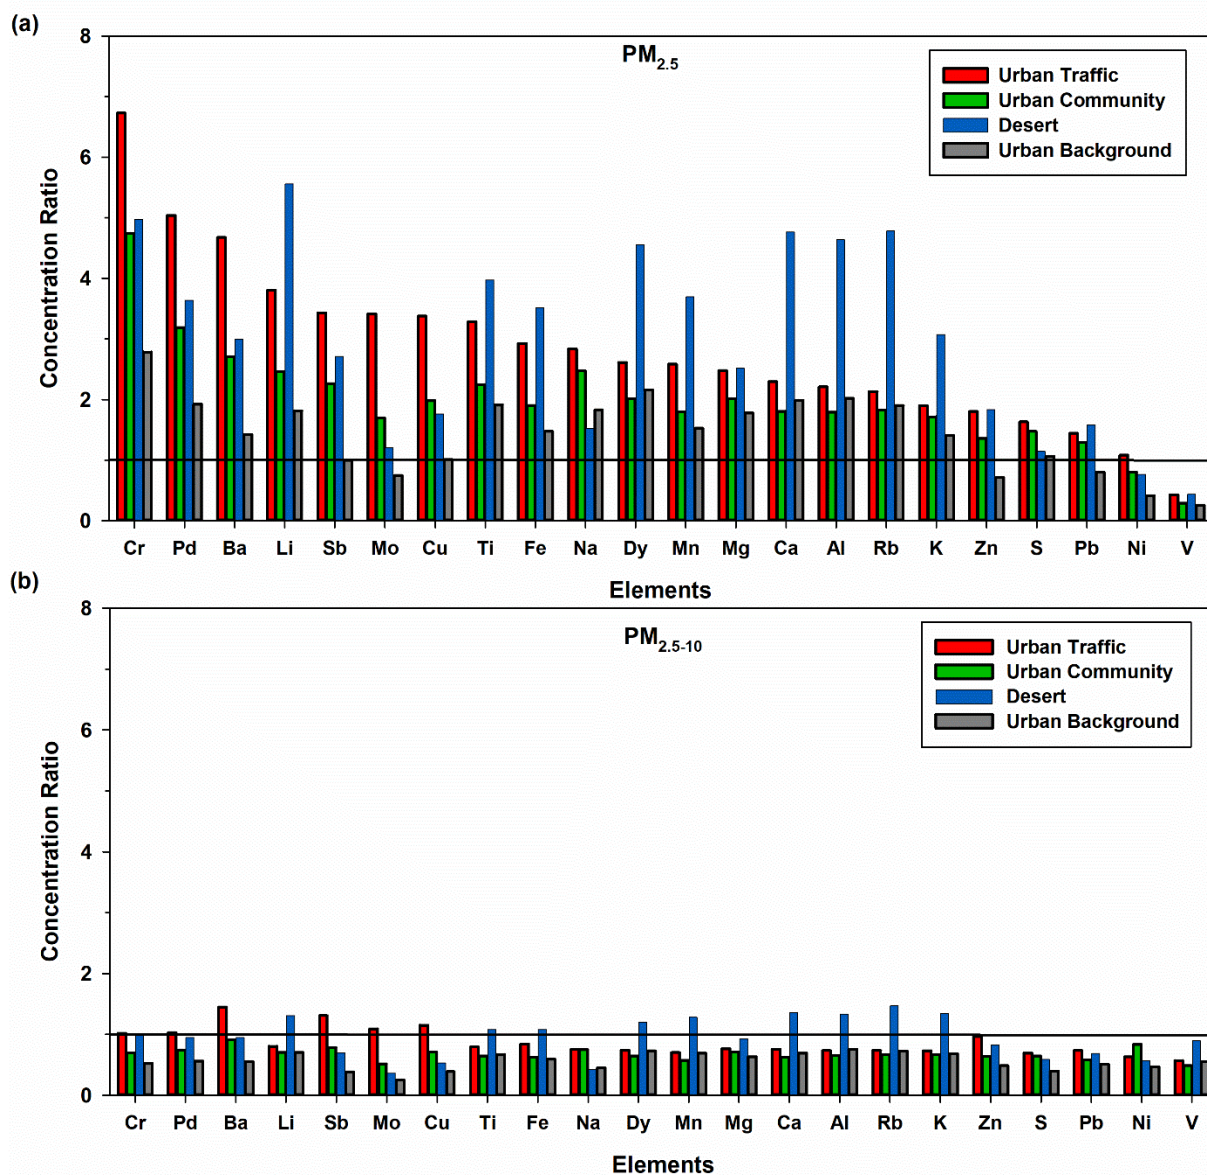 (a)
PM2.5
Urban Traffic
Urban Community
Desert
Urban Background
Concentration Ratio
8
6
4
2
0
Cr Pd Ba Li Sb Mo Cu Ti Fe Na Dy Mn Mg Ca Al Rb K Zn S Pb Ni V
Elements
(b)
PM2.5-10
Urban Traffic
Urban Community
Desert
Urban Background
Concentration Ratio
8
6
4
2
0
Cr Pd Ba Li Sb Mo Cu Ti Fe Na Dy Mn Mg Ca Al Rb K Zn S Pb Ni V
Elements